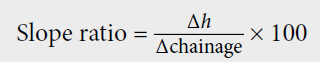 Slope ratio = Δh / Δchainage × 100